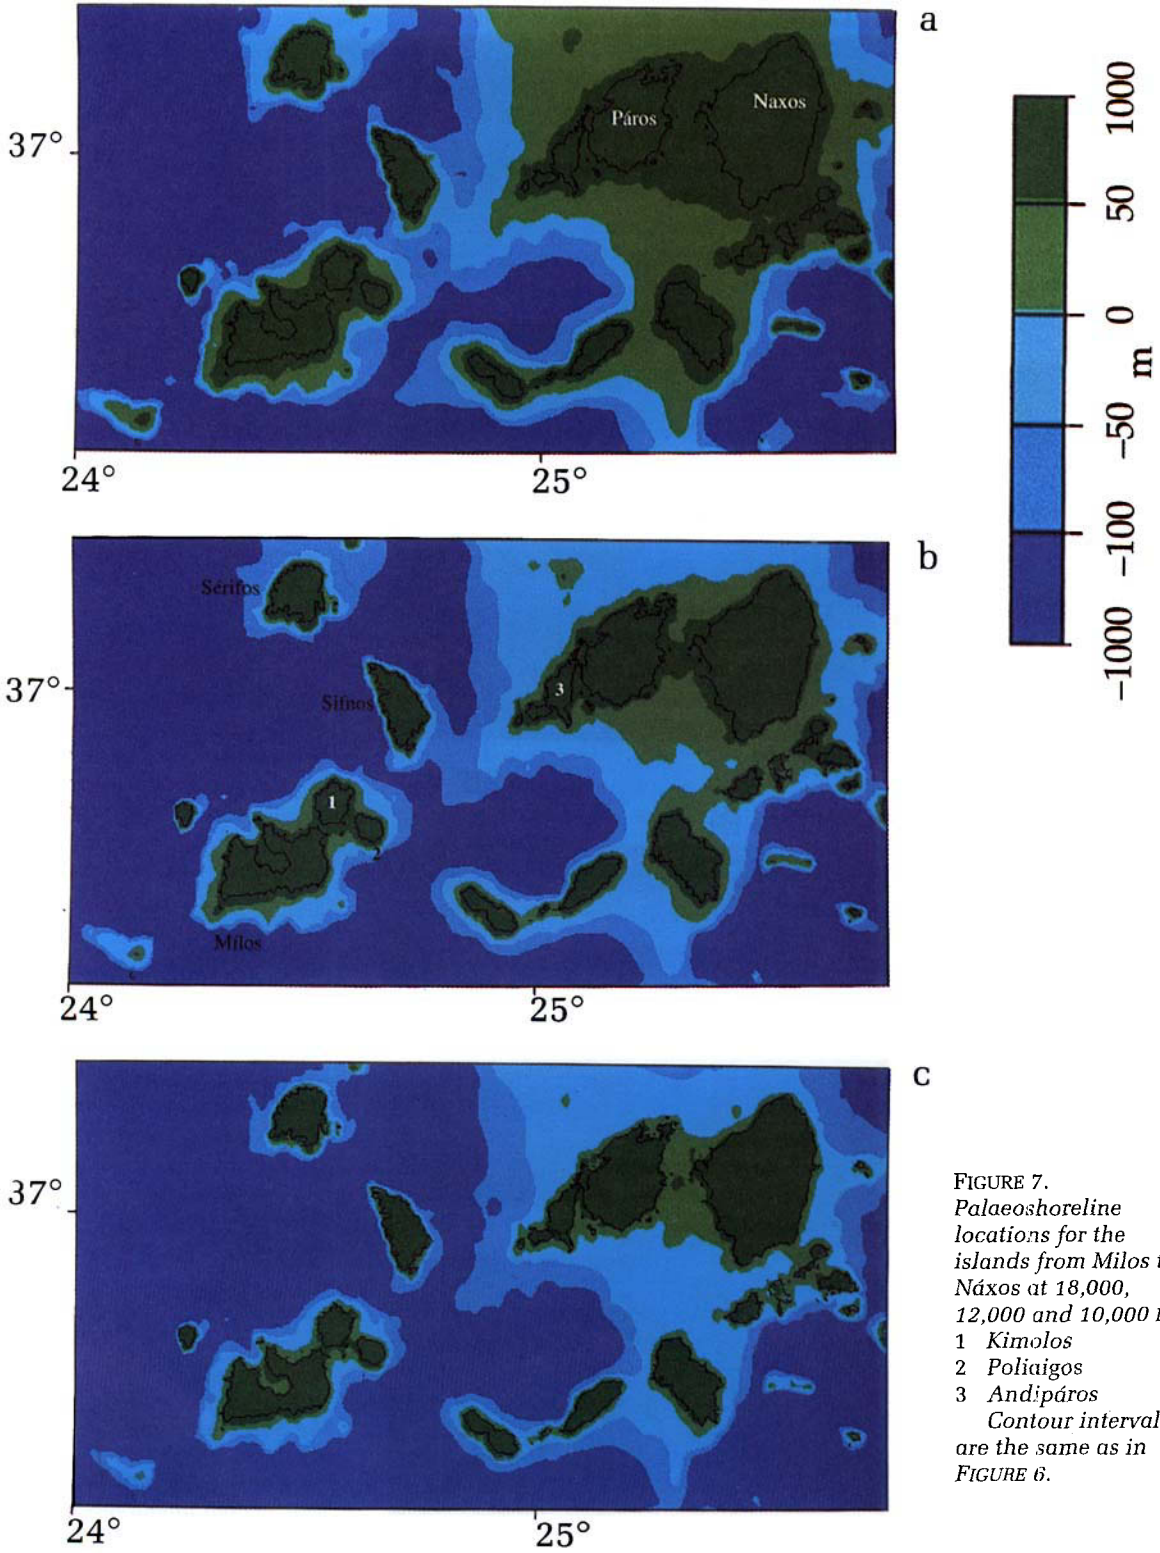 a
37°
Páros
Naxos
24°
25°
1000
50
0
m
-50
-100
-1000
b
Sérifos
37°
3
Sífnos
1
2
Mílos
24°
25°
c
37°
24°
25°
FIGURE 7.
Palaeoshoreline
locations for the
islands from Milos
Náxos at 18,000,
12,000 and 10,000
1 Kimolos
2 Poliaigos
3 Andipáros
Contour interval
are the same as in
FIGURE 6.